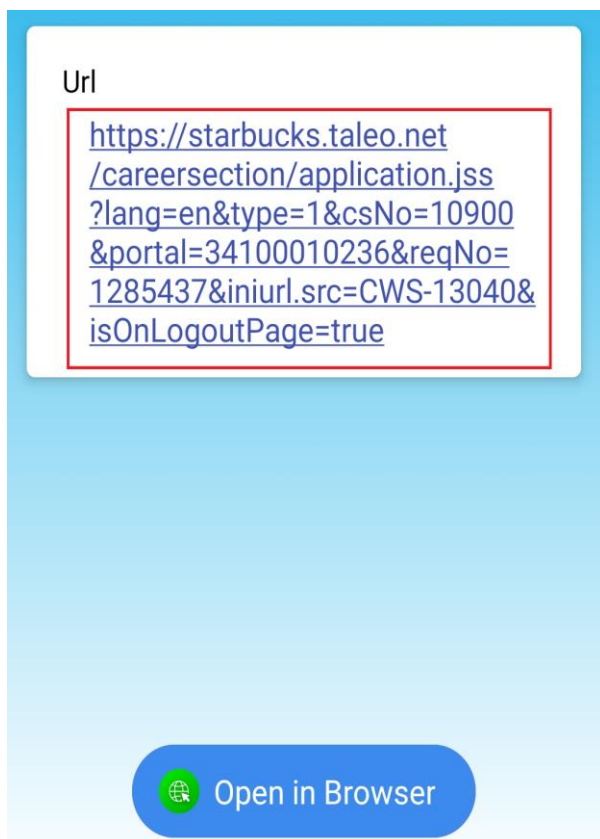 Url
https://starbucks.taleo.net
/careersection/application.jss
?lang=en&type=1&csNo=10900
&portal=34100010236&reqNo=
1285437&iniurl.src=CWS-13040&
isOnLogoutPage=true
Open in Browser